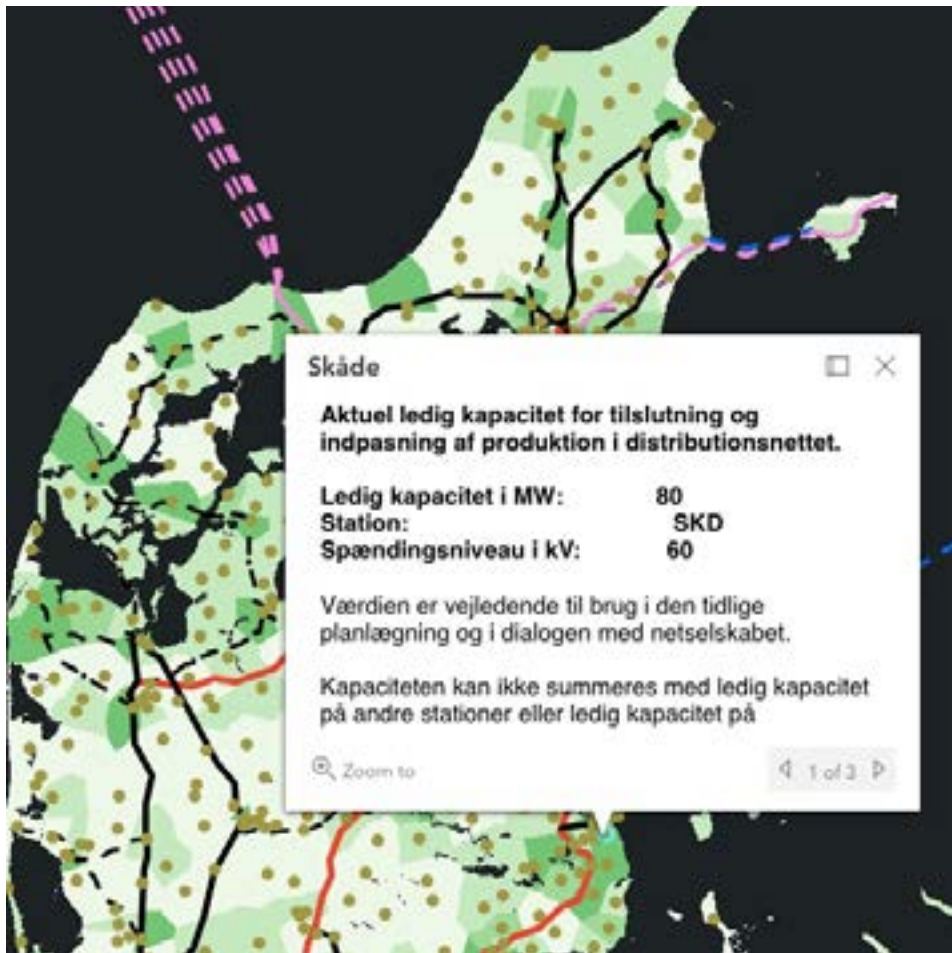 Skåde
Aktuel ledig kapacitet for tilslutning og
indpasning af produktion i distributionsnettet.
Ledig kapacitet i MW: 80
Station: SKD
Spændingsniveau i kV: 60
Værdien er vejledende til brug i den tidlige
planlægning og i dialogen med netselskabet.
Kapaciteten kan ikke summeres med ledig kapacitet
på andre stationer eller ledig kapacitet på
Zoom to
1 of 3